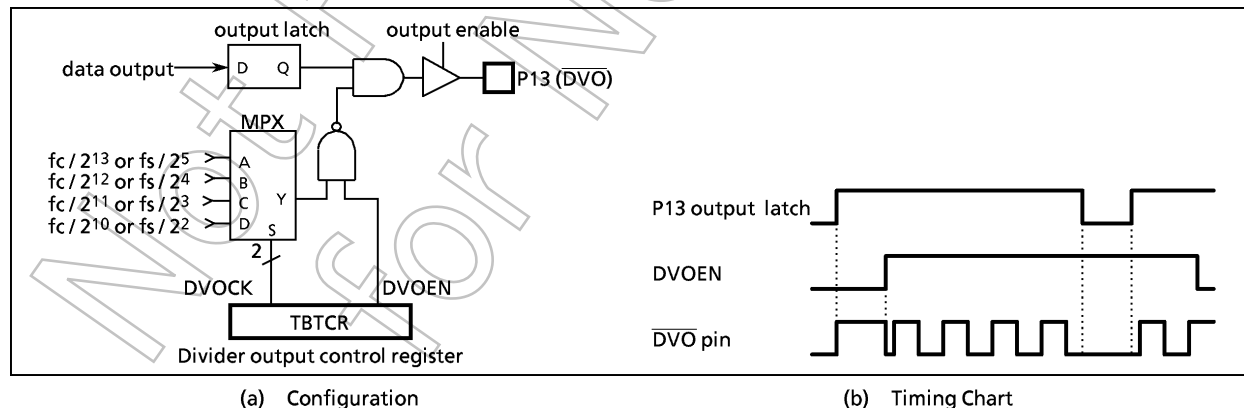 output latch
output enable
data output
D Q
P13 (DVO)
MPX
fc / 2¹³ or fs / 2⁵
fc / 2¹² or fs / 2⁴
fc / 2¹¹ or fs / 2³
fc / 2¹⁰ or fs / 2²
A
B
C
D
Y
S
2
DVOCK
DVOEN
TBTCR
Divider output control register
(a) Configuration
P13 output latch
DVOEN
DVO pin
(b) Timing Chart
Not
for